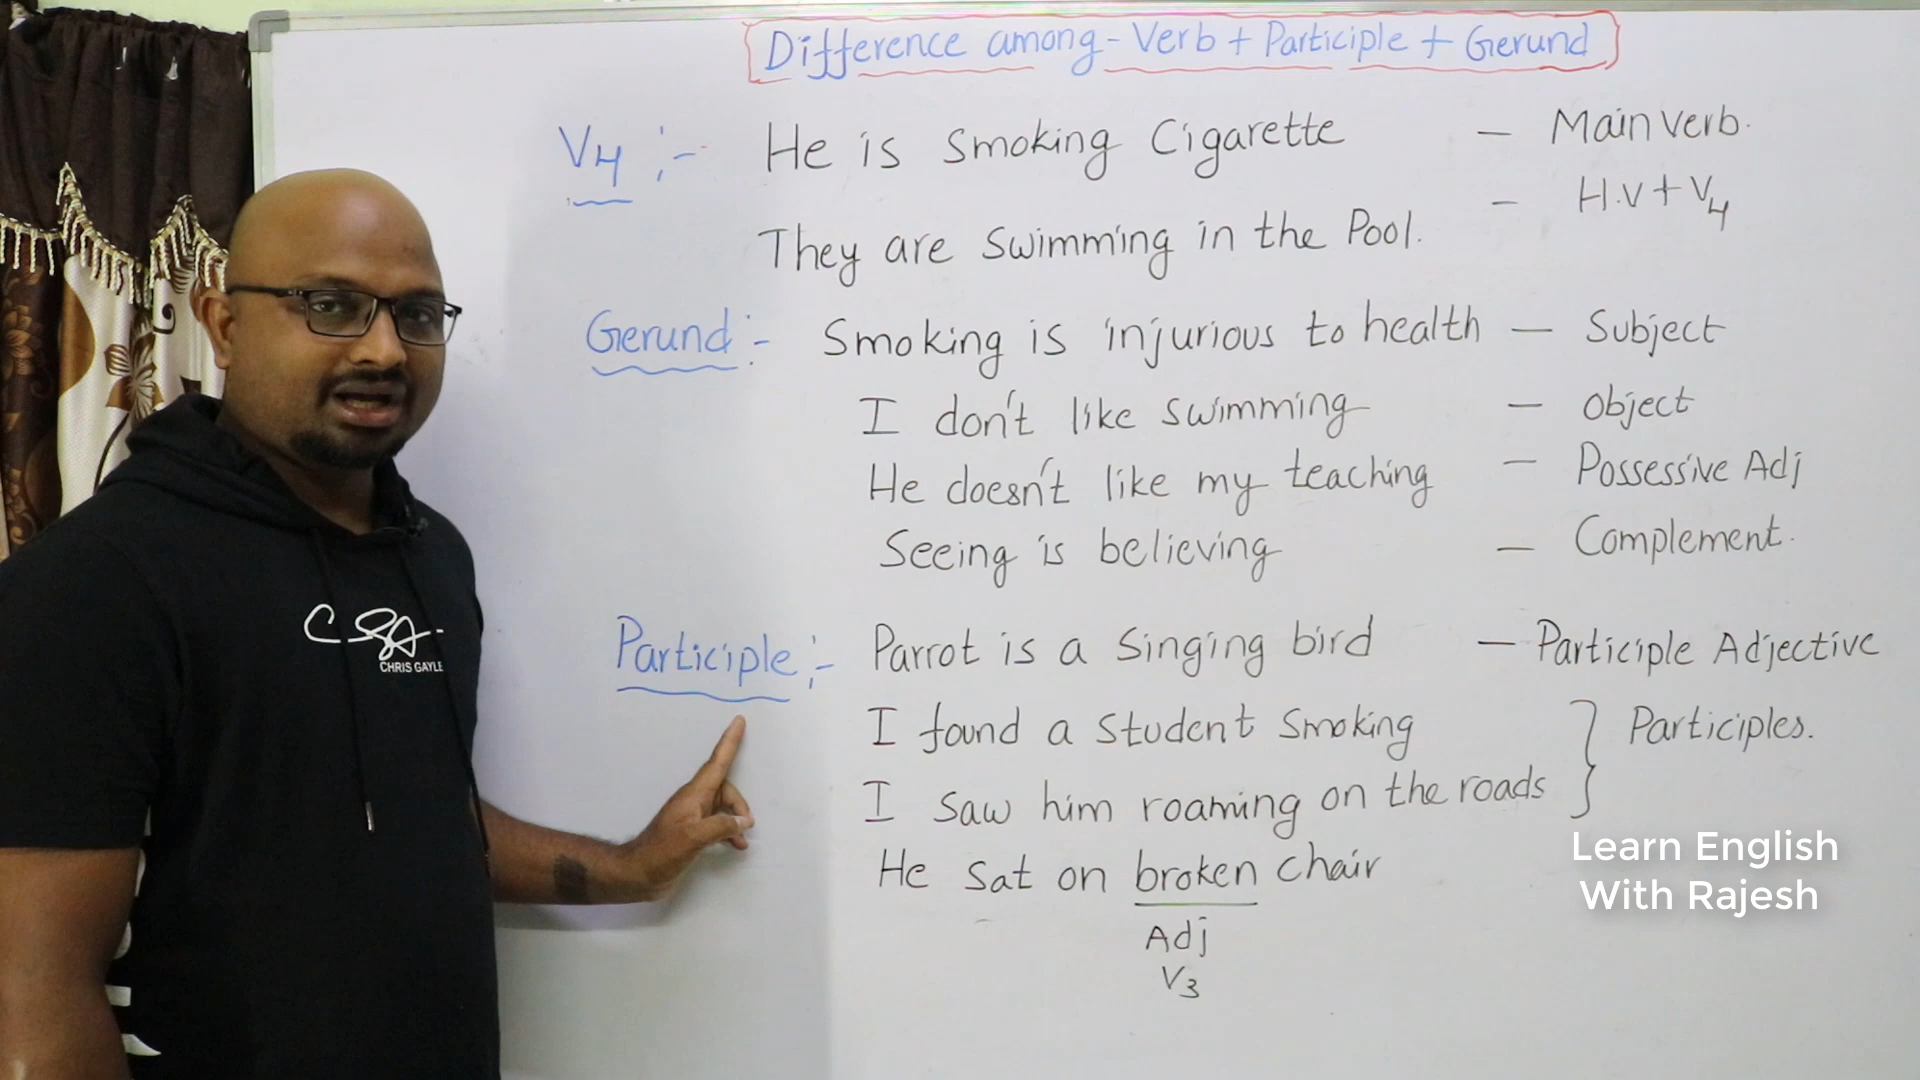 Difference among - Verb + Participle + Gerund
V4 :- He is Smoking Cigarette - Main Verb.
- H.V + V4
They are Swimming in the Pool.
Gerund :- Smoking is injurious to health - Subject
I don't like swimming - Object
He doesn't like my teaching - Possessive Adj
Seeing is believing - Complement.
Participle :- Parrot is a Singing bird - Participle Adjective
I found a Student Smoking } Participles.
I saw him roaming on the roads
He Sat on broken chair
Adj
V3
CHRIS GAYLE
Learn English
With Rajesh